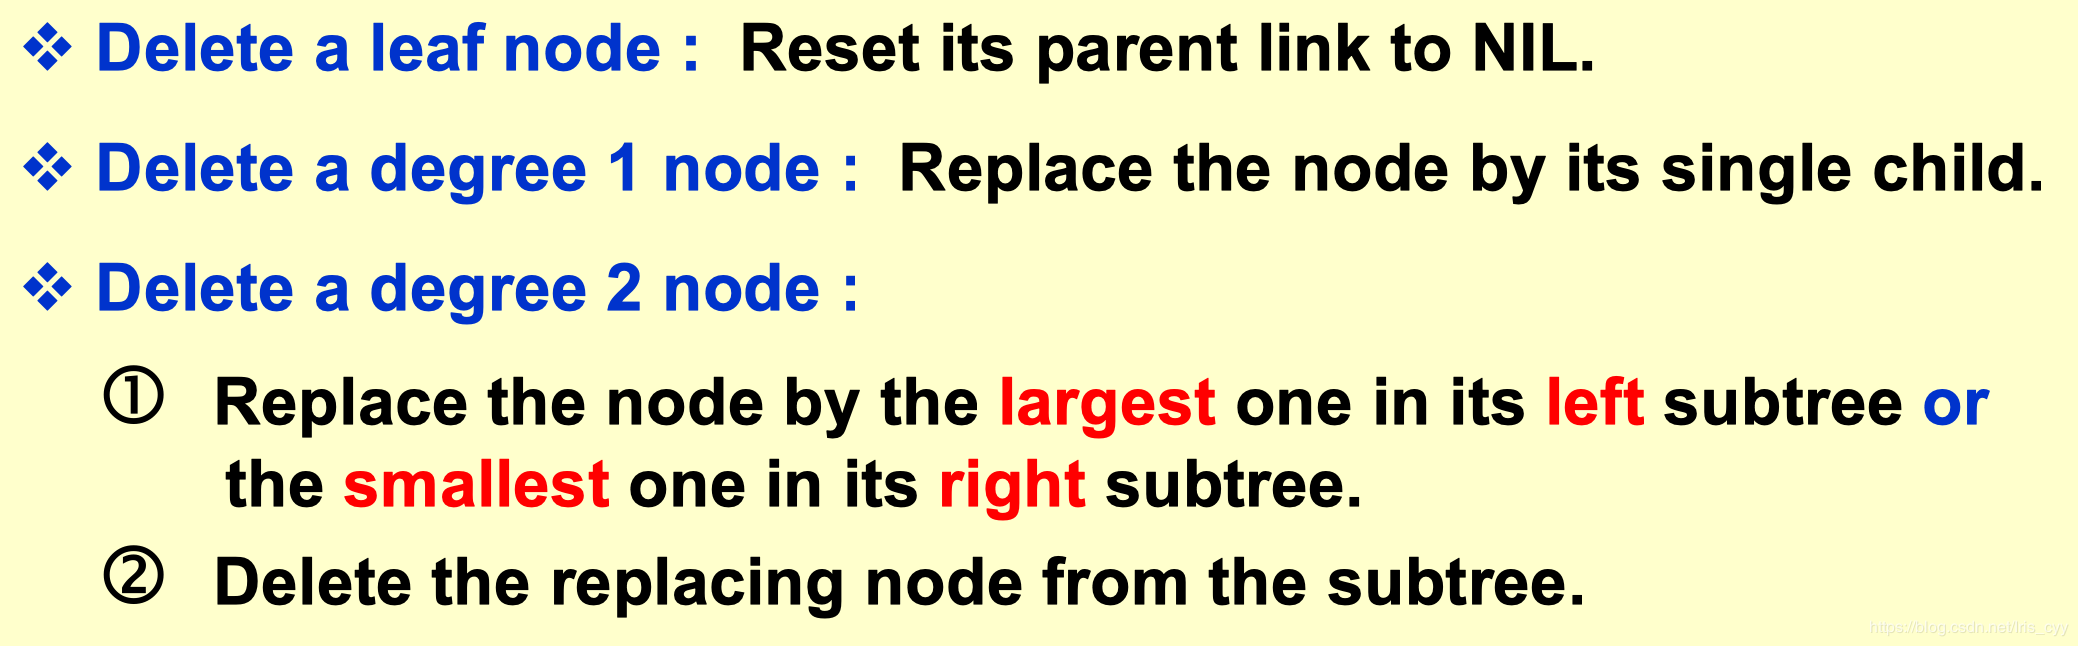 ❖ Delete a leaf node : Reset its parent link to NIL.
❖ Delete a degree 1 node : Replace the node by its single child.
❖ Delete a degree 2 node :
① Replace the node by the largest one in its left subtree or
the smallest one in its right subtree.
② Delete the replacing node from the subtree.
https://blog.csdn.net/Iris_cyy